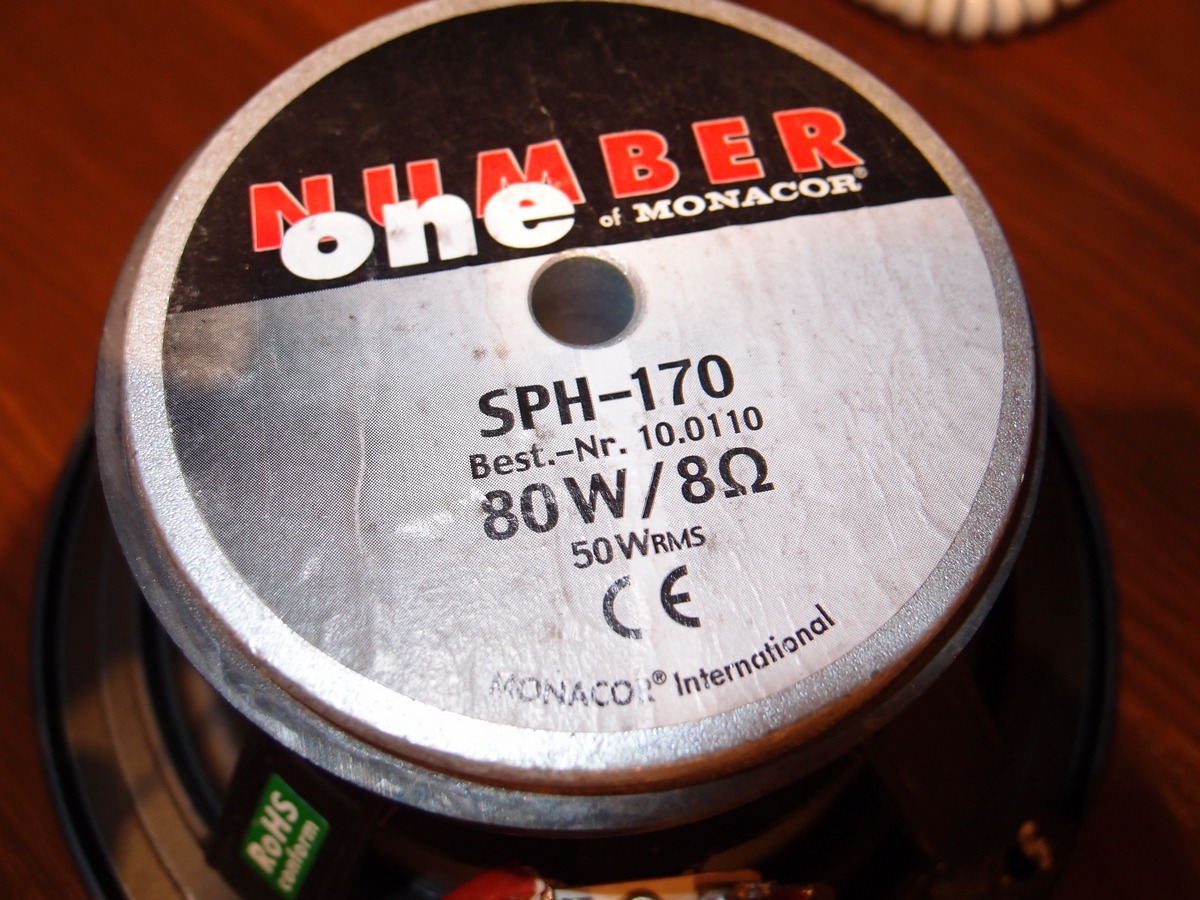 NUMBER
one of MONACOR®
SPH-170
Best.-Nr. 10.0110
80W/8Ω
50WRMS
CE
MONACOR® International
RoHS
conform